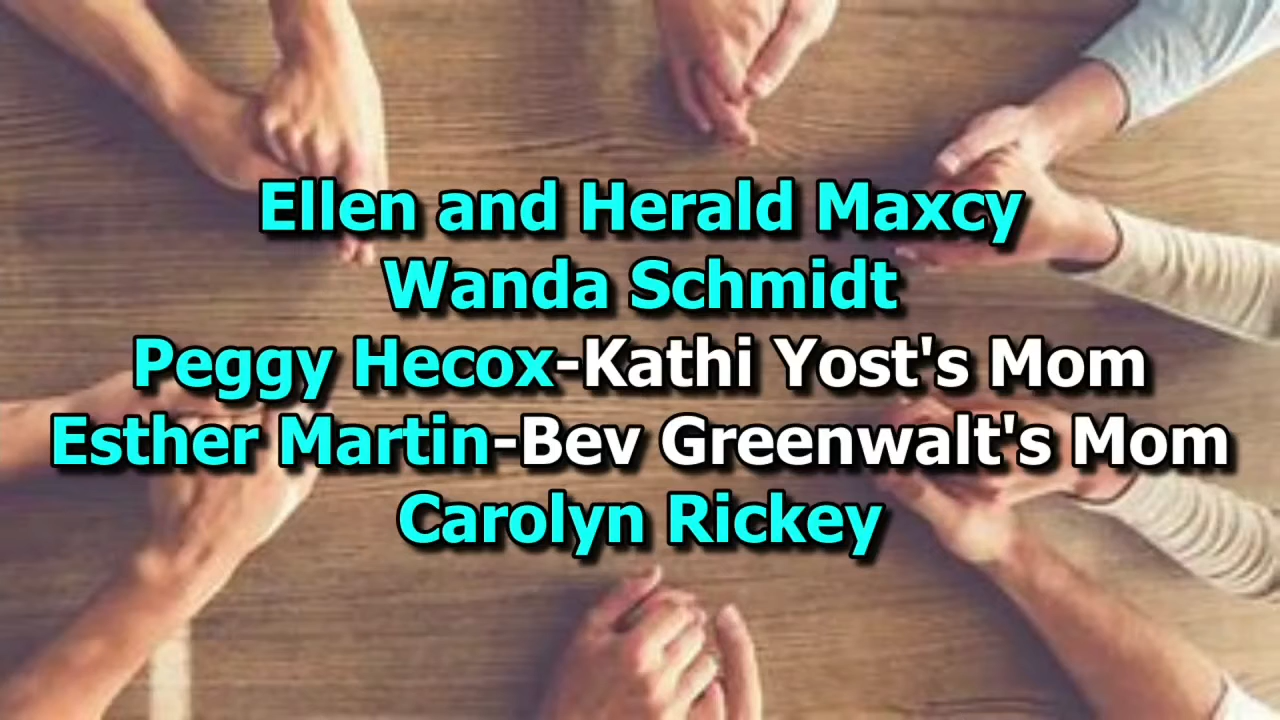 Ellen and Herald Maxcy
Wanda Schmidt
Peggy Hecox-Kathi Yost's Mom
Esther Martin-Bev Greenwalt's Mom
Carolyn Rickey